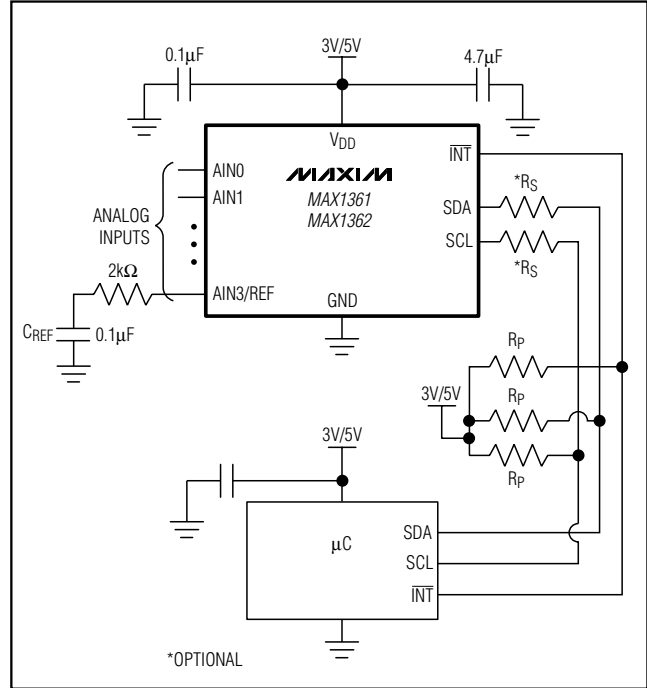 3V/5V
0.1µF
4.7µF
VDD
INT
AIN0
MAXIM
AIN1
MAX1361
MAX1362
*RS
SDA
ANALOG
INPUTS
SCL
*RS
2kΩ
AIN3/REF
GND
CREF
0.1µF
RP
3V/5V
RP
RP
3V/5V
µC
SDA
SCL
INT
*OPTIONAL